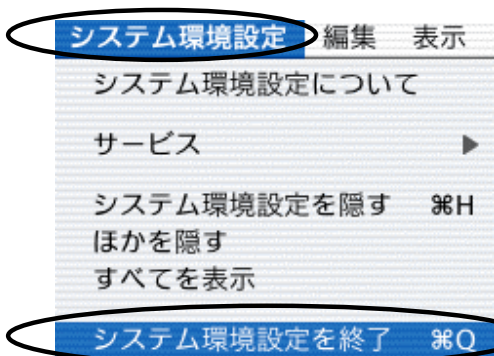 システム環境設定 編集 表示
システム環境設定について
サービス ▶
システム環境設定を隠す ⌘H
ほかを隠す
すべてを表示
システム環境設定を終了 ⌘Q